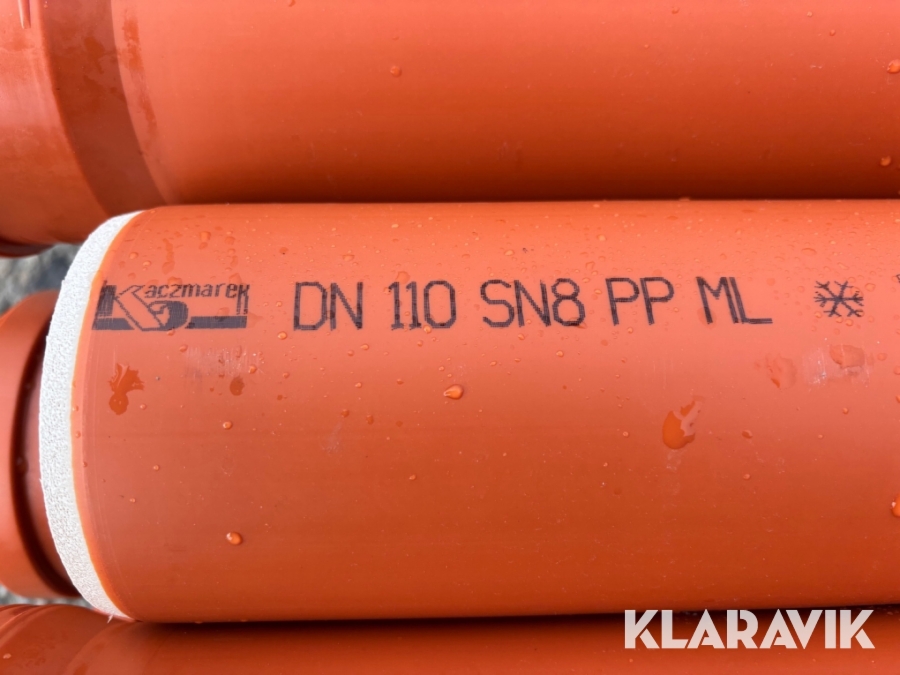 Kaczmarek DN 110 SN8 PP ML
KLARAVIK